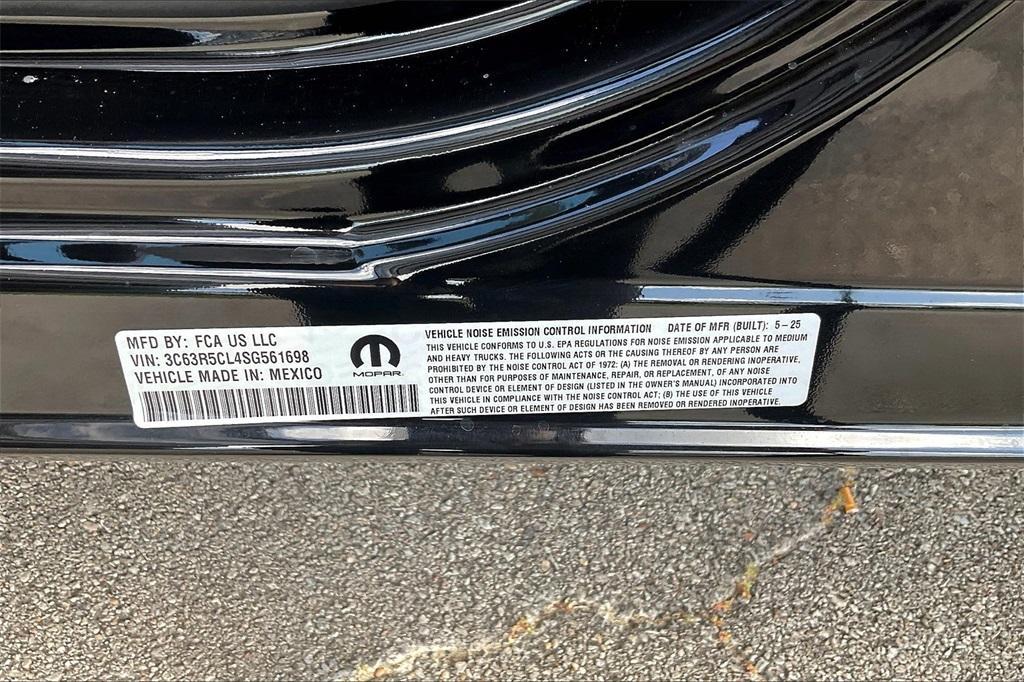 MFD BY: FCA US LLC
VIN: 3C63R5CL4SG561698
VEHICLE MADE IN: MEXICO
MOPAR.
VEHICLE NOISE EMISSION CONTROL INFORMATION DATE OF MFR (BUILT): 5-25
THIS VEHICLE CONFORMS TO U.S. EPA REGULATIONS FOR NOISE EMISSION APPLICABLE TO MEDIUM
AND HEAVY TRUCKS. THE FOLLOWING ACTS OR THE CAUSING THEREOF BY ANY PERSON ARE
PROHIBITED BY THE NOISE CONTROL ACT OF 1972: (A) THE REMOVAL OR RENDERING INOPERATIVE,
OTHER THAN FOR PURPOSES OF MAINTENANCE, REPAIR, OR REPLACEMENT, OF ANY NOISE
CONTROL DEVICE OR ELEMENT OF DESIGN (LISTED IN THE OWNER'S MANUAL) INCORPORATED INTO
THIS VEHICLE IN COMPLIANCE WITH THE NOISE CONTROL ACT; (B) THE USE OF THIS VEHICLE
AFTER SUCH DEVICE OR ELEMENT OF DESIGN HAS BEEN REMOVED OR RENDERED INOPERATIVE.